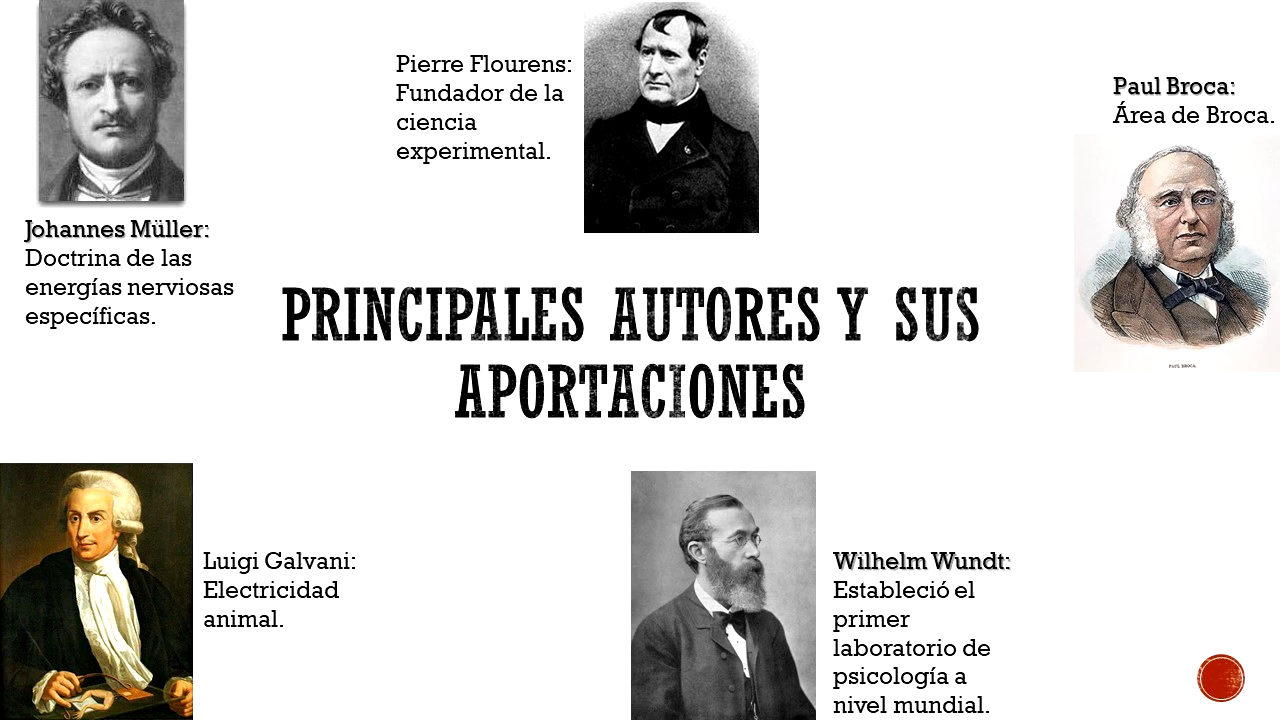 Pierre Flourens:
Fundador de la
ciencia
experimental.
Paul Broca:
Área de Broca.
PAUL BROCA
Johannes Müller:
Doctrina de las
energías nerviosas
específicas.
PRINCIPALES AUTORES Y SUS
APORTACIONES
Luigi Galvani:
Electricidad
animal.
Wilhelm Wundt:
Estableció el
primer
laboratorio de
psicología a
nivel mundial.